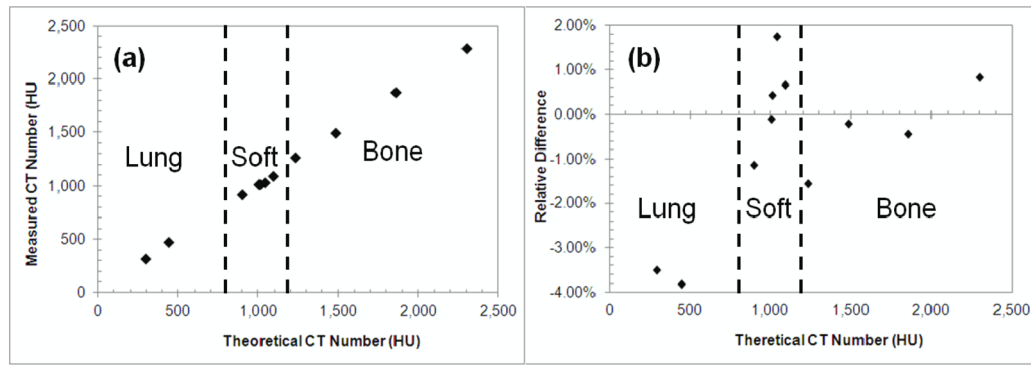 (a)
Measured CT Number (HU
2,500
2,000
1,500
1,000
500
0
Lung
Soft
Bone
0 500 1,000 1,500 2,000 2,500
Theoretical CT Number (HU)
(b)
Relative Difference
2.00%
1.00%
0.00%
-1.00%
-2.00%
-3.00%
-4.00%
Lung
Soft
Bone
0 500 1,000 1,500 2,000 2,500
Theretical CT Number (HU)